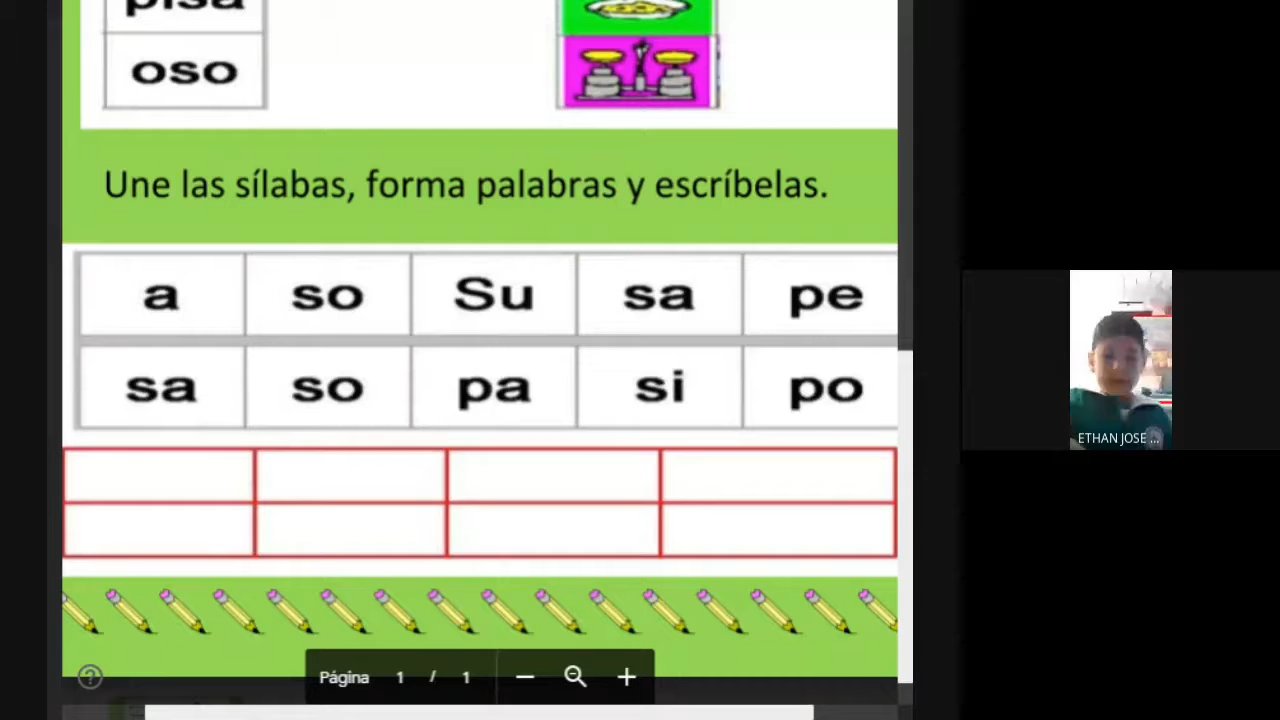 pisa
oso
Une las sílabas, forma palabras y escríbelas.
a so Su sa pe
sa so pa si po
ETHAN JOSE ...
Página 1 / 1